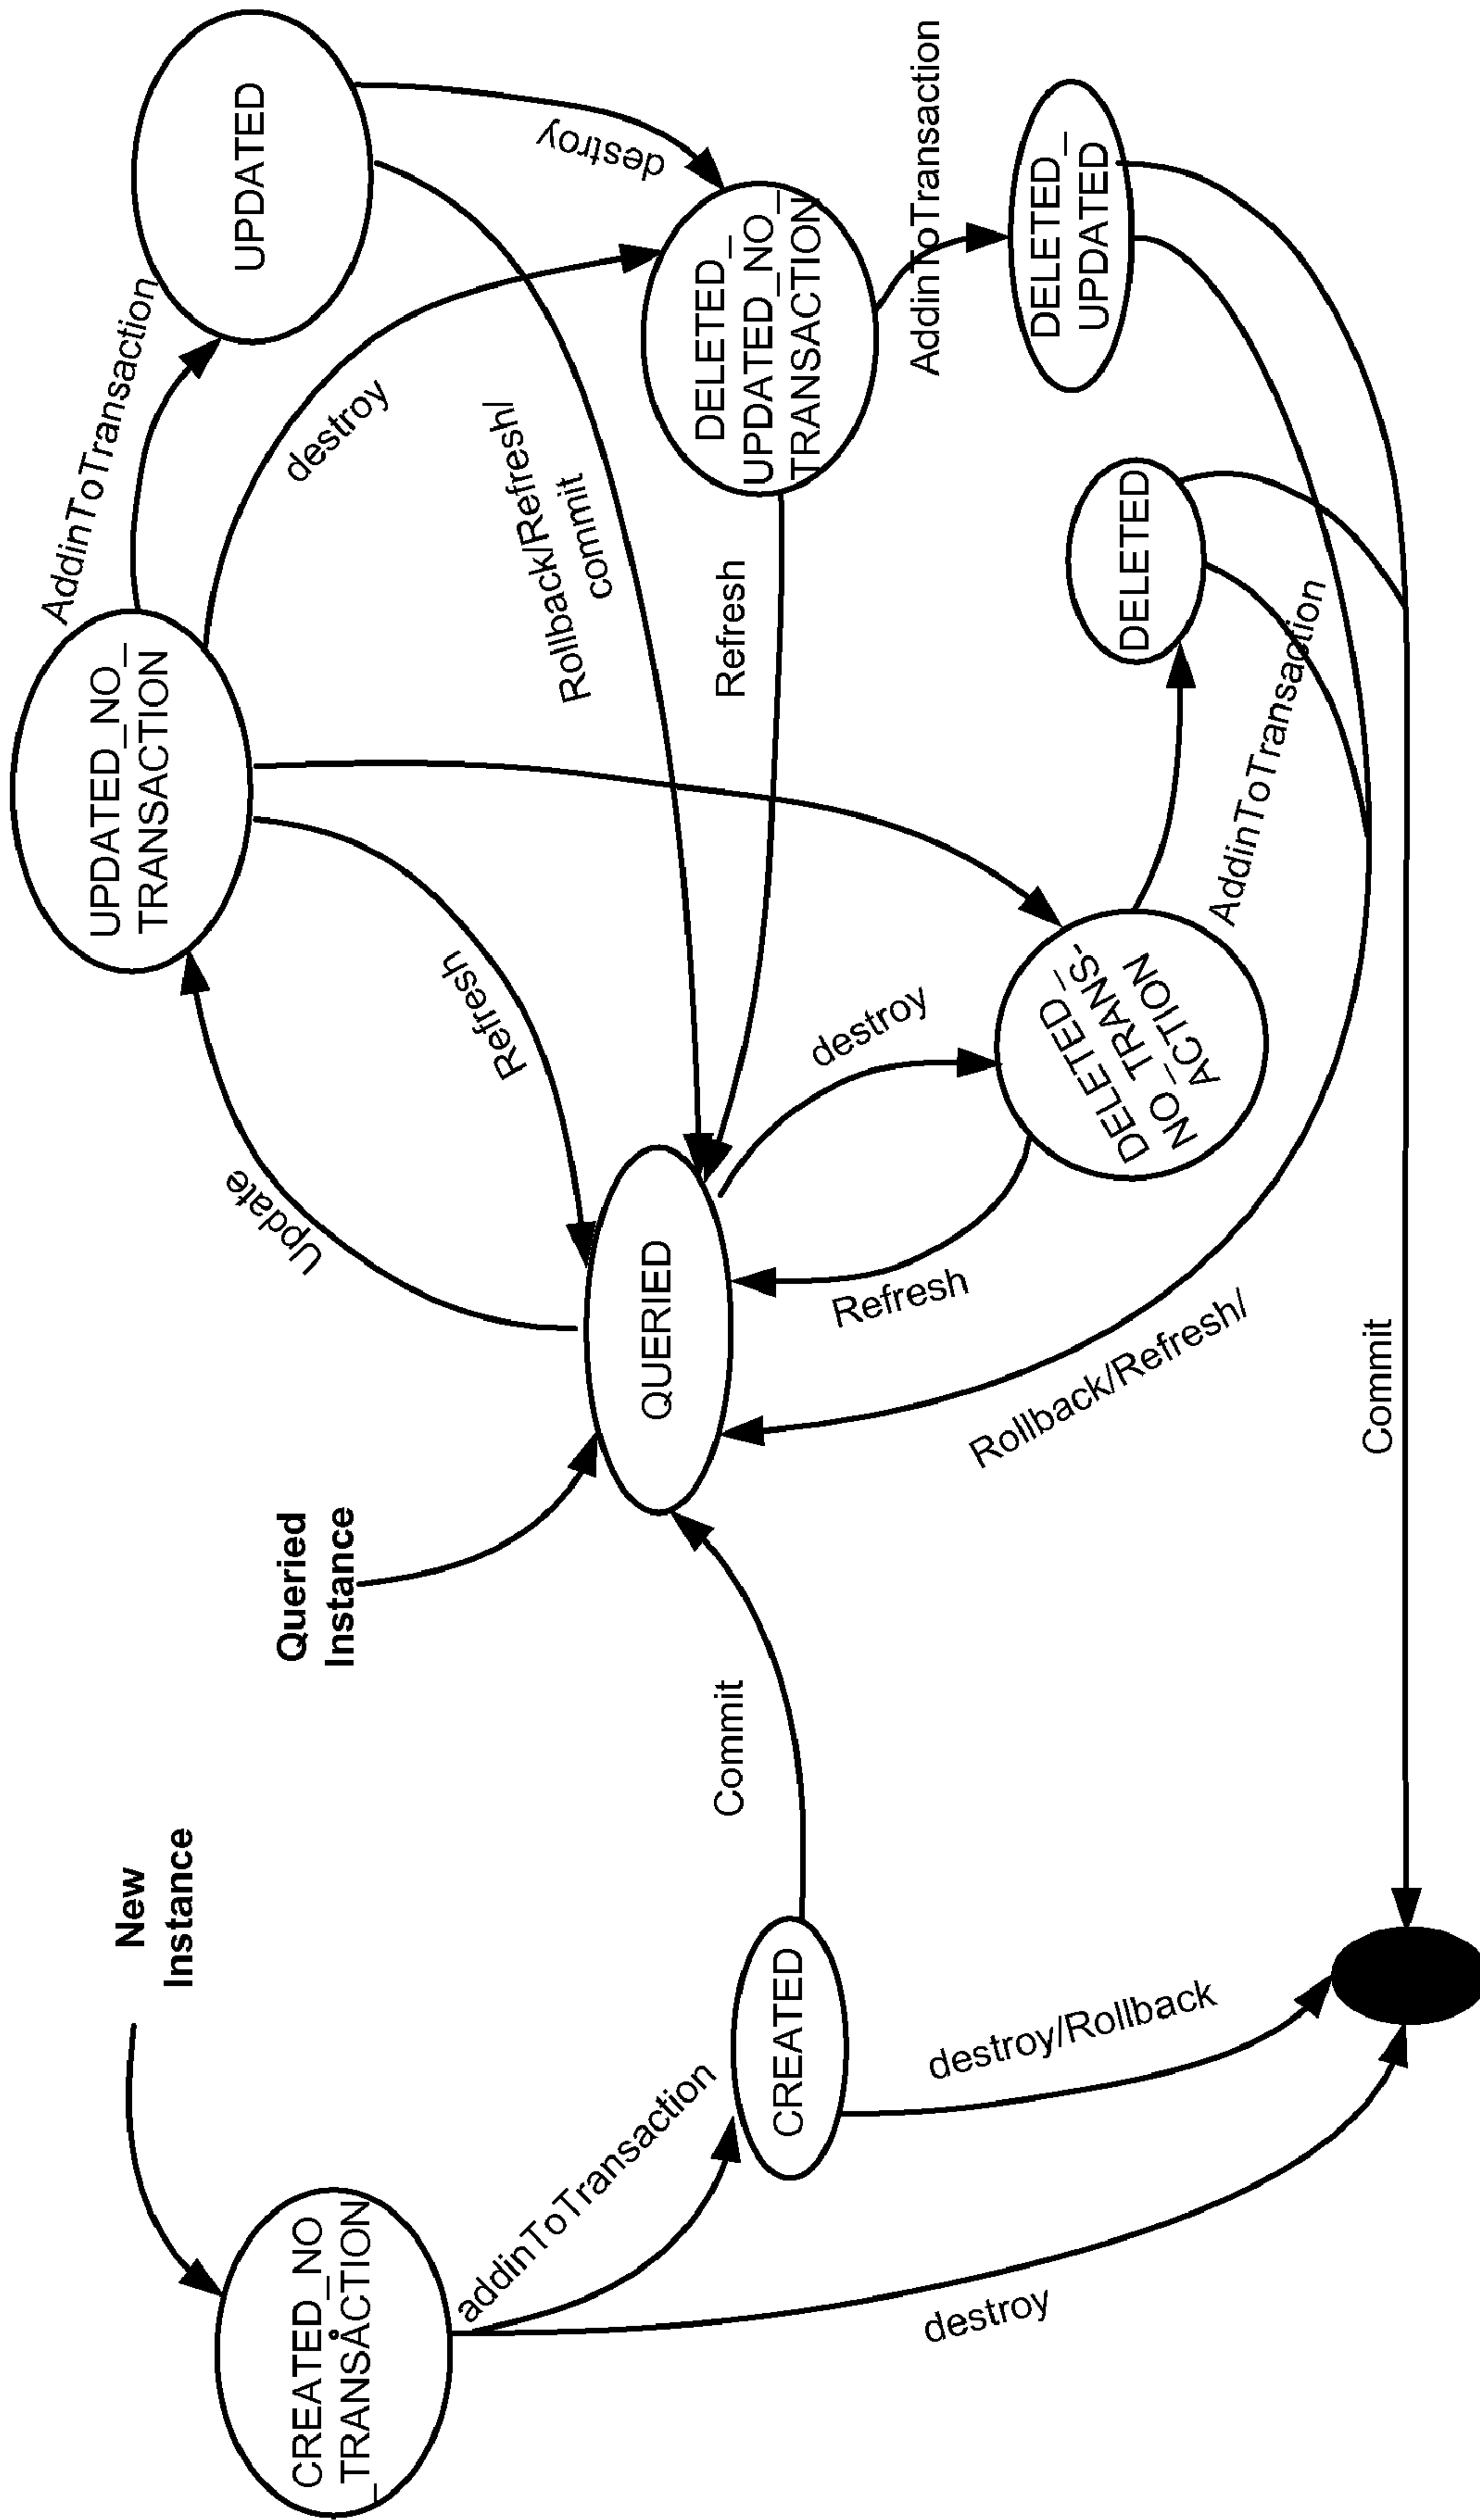 New
Instance
CREATED_NO
_TRANSACTION
addinToTransaction
destroy
CREATED
destroy/Rollback
Commit
Queried
Instance
QUERIED
Update
Refresh
UPDATED_NO_
TRANSACTION
AddinToTransaction
UPDATED
destroy
destroy
Rollback/Refresh/
commit
DELETED_
UPDATED_NO_
TRANSACTION
Refresh
AddinToTransaction
DELETED_
UPDATED
DELETED
AddinToTransaction
destroy
DELETED_
NO_TRANS'
ACTION
Refresh
Rollback/Refresh/
Commit